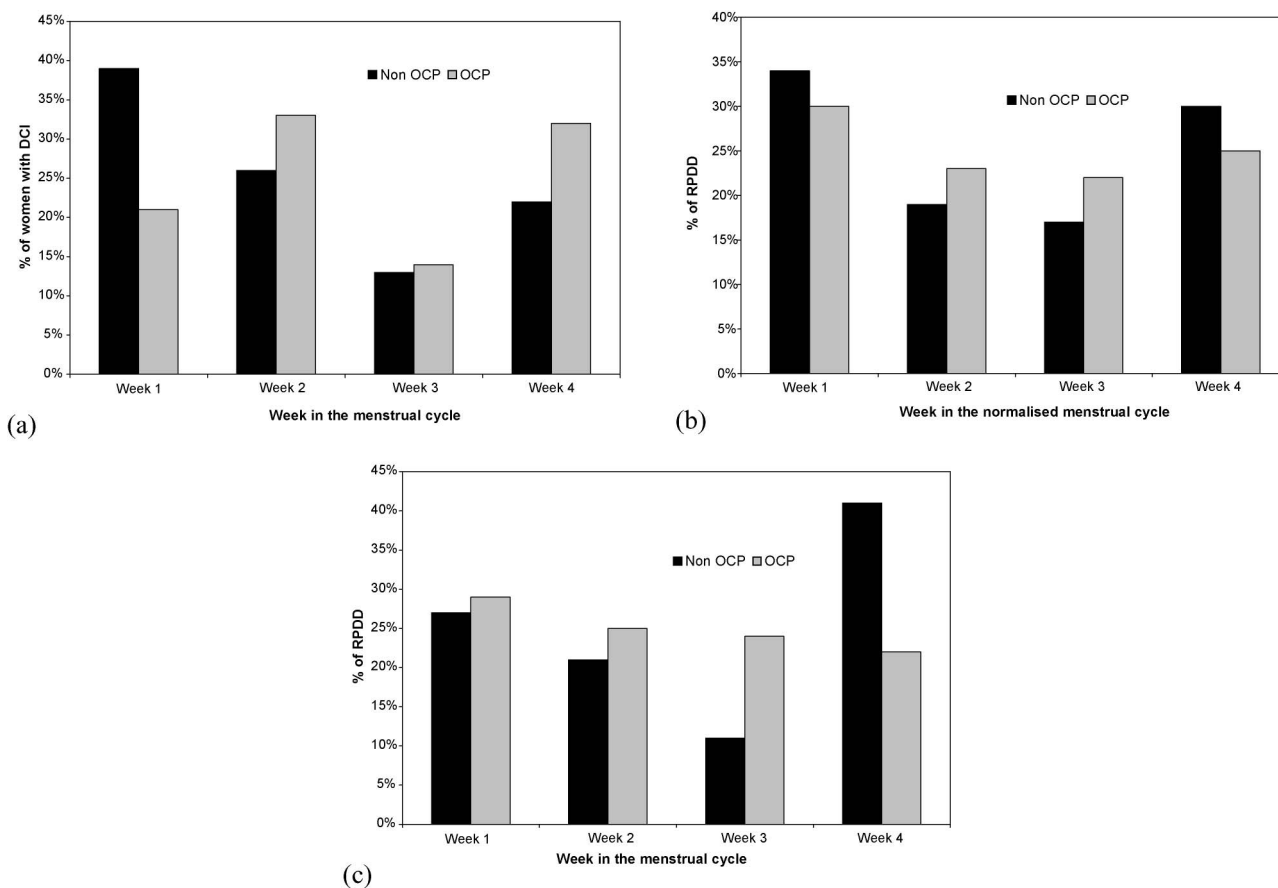 45%
40%
35%
30%
25%
20%
15%
10%
5%
0%
% of women with DCI
Non OCP OCP
Week 1 Week 2 Week 3 Week 4
Week in the menstrual cycle
(a)
40%
35%
30%
25%
20%
15%
10%
5%
0%
% of RPDD
Non OCP OCP
Week 1 Week 2 Week 3 Week 4
Week in the normalised menstrual cycle
(b)
45%
40%
35%
30%
25%
20%
15%
10%
5%
0%
% of RPDD
Non OCP OCP
Week 1 Week 2 Week 3 Week 4
Week in the menstrual cycle
(c)